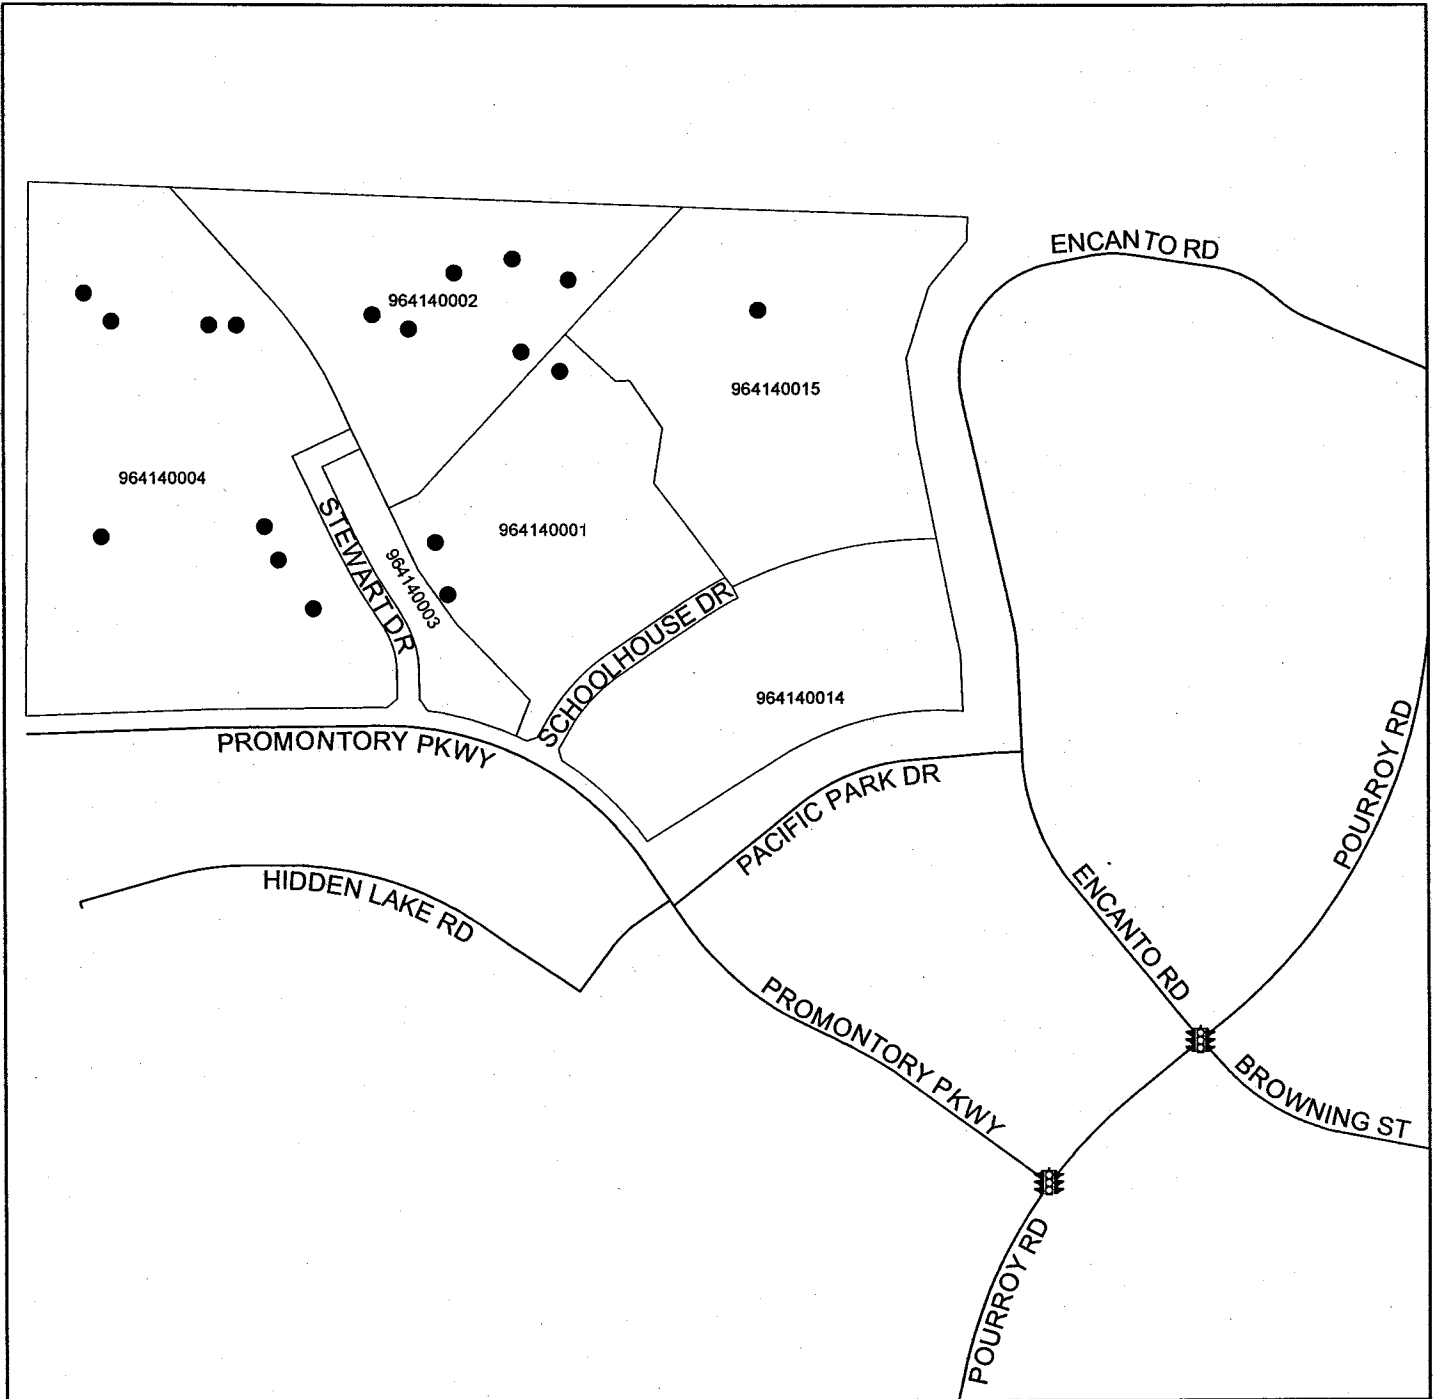 ENCANTO RD
964140002
964140015
964140004
964140001
STEWART DR
964140003
SCHOOLHOUSE DR
964140014
PROMONTORY PKWY
PACIFIC PARK DR
POURROY RD
HIDDEN LAKE RD
ENCANTO RD
PROMONTORY PKWY
BROWNING ST
POURROY RD